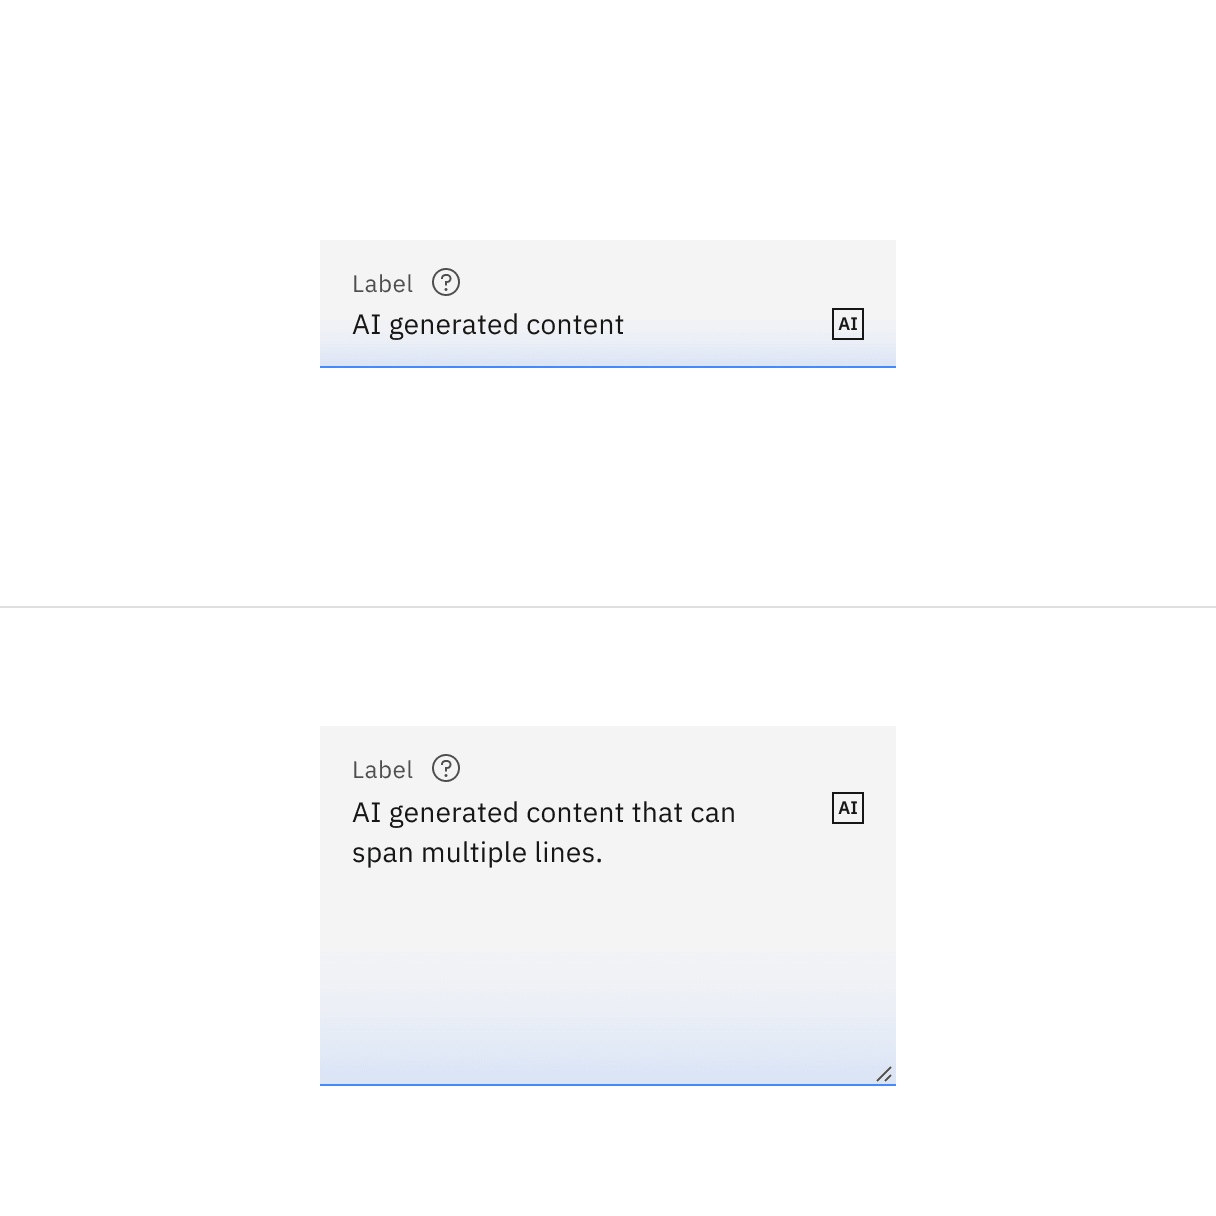 Label ?
AI generated content AI
Label ?
AI generated content that can AI
span multiple lines.